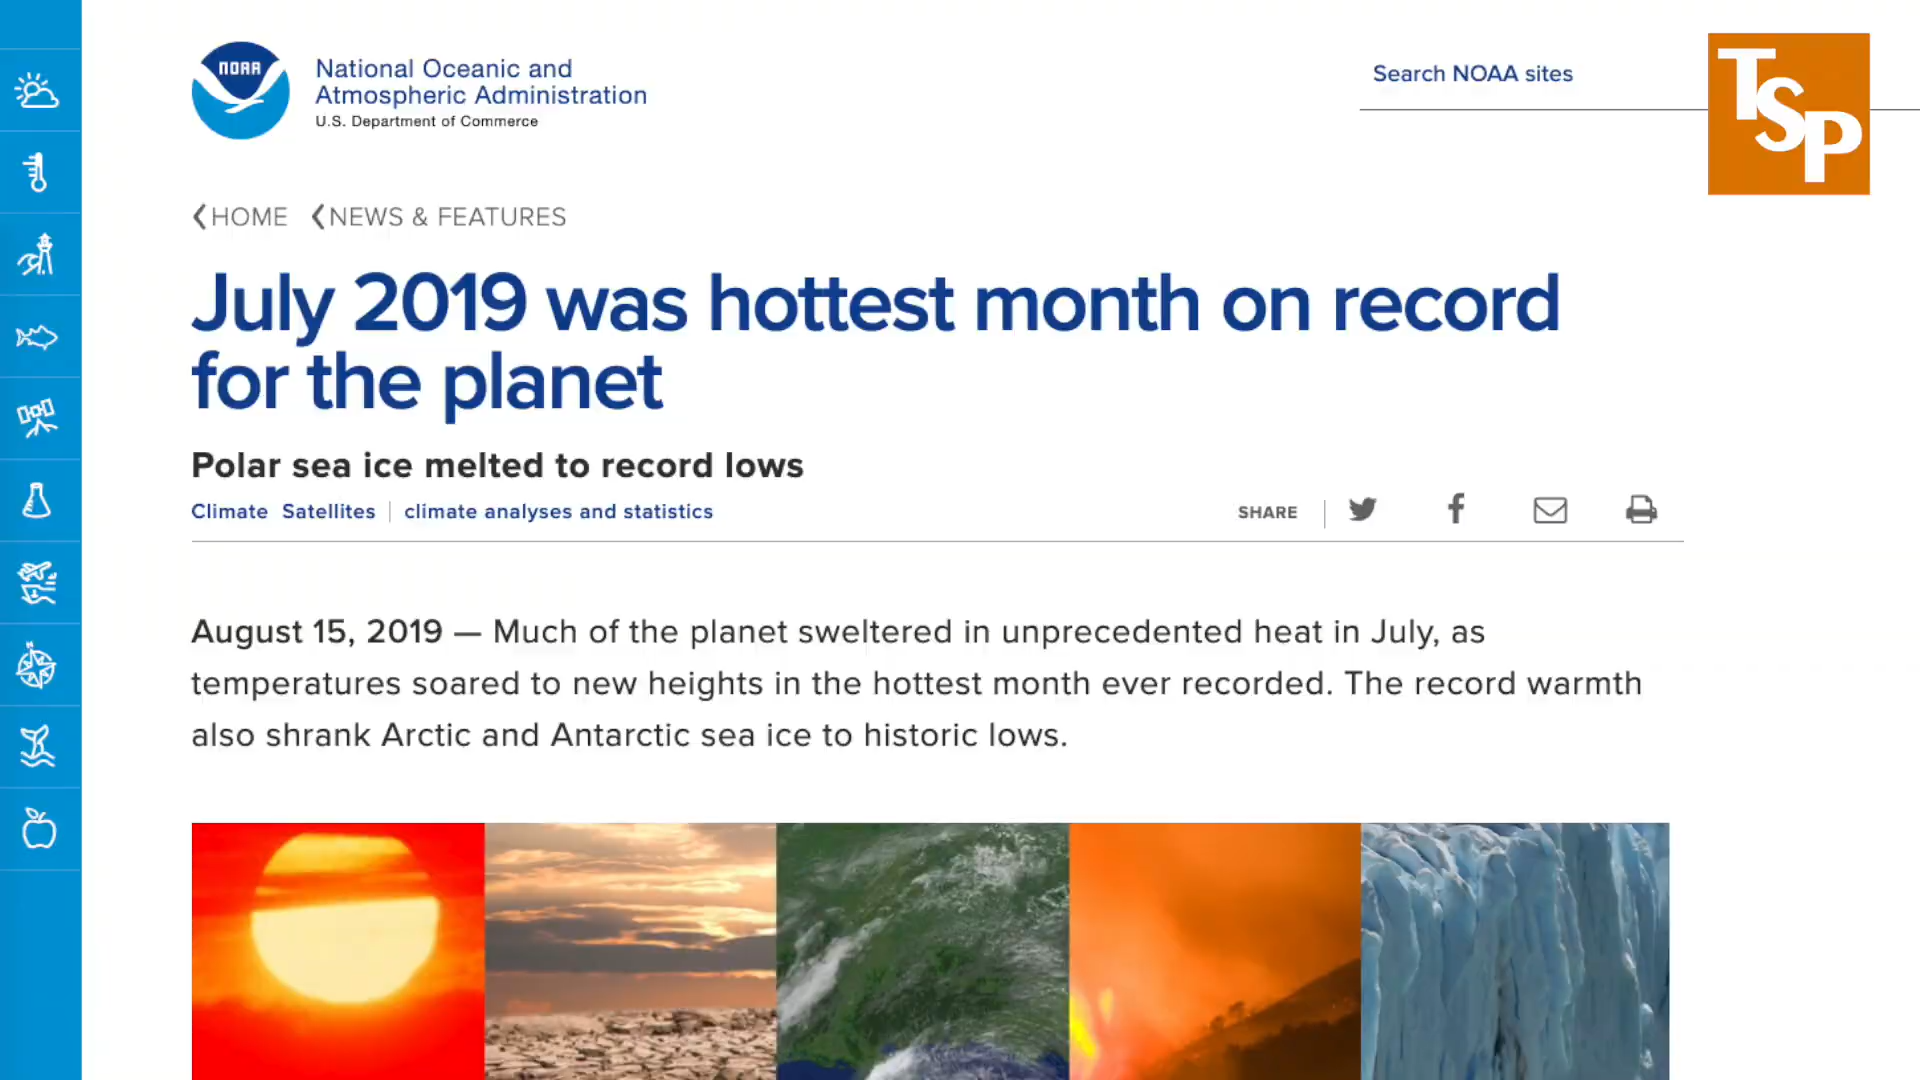 NOAA
National Oceanic and
Atmospheric Administration
U.S. Department of Commerce
Search NOAA sites
TSP
HOME NEWS & FEATURES
July 2019 was hottest month on record
for the planet
Polar sea ice melted to record lows
Climate Satellites | climate analyses and statistics
SHARE
August 15, 2019 — Much of the planet sweltered in unprecedented heat in July, as
temperatures soared to new heights in the hottest month ever recorded. The record warmth
also shrank Arctic and Antarctic sea ice to historic lows.